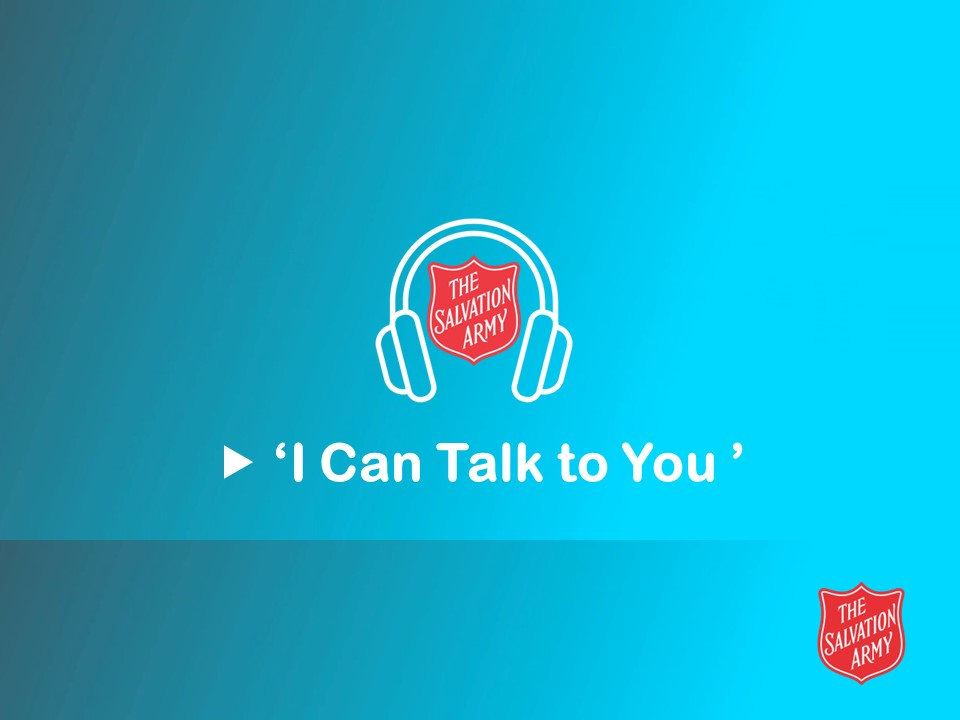 THE
SALVATION
ARMY
‘I Can Talk to You ’
THE
SALVATION
ARMY